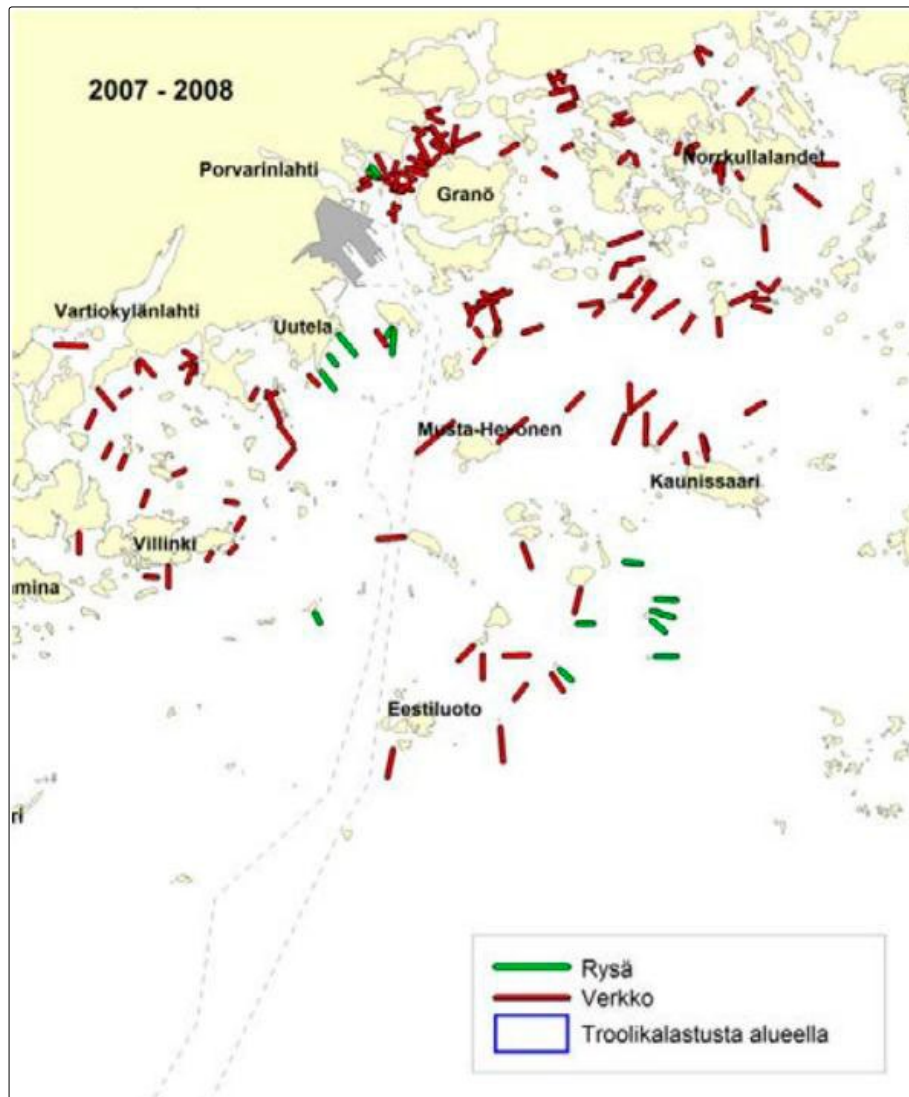 2007 - 2008
Porvarinlahti
Norrkullalandet
Granö
Vartiokylänlahti
Uutela
Musta-Hevonen
Kaunissaari
Villinki
mina
Eestiluoto
ri
Rysä
Verkko
Troolikalastusta alueella